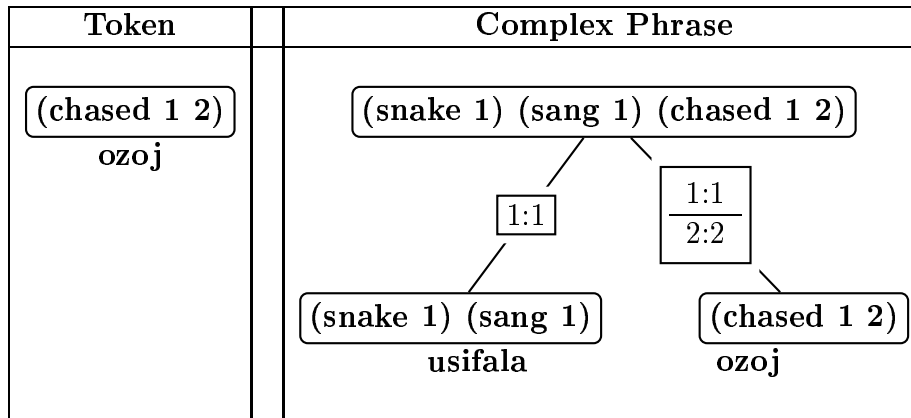 Token Complex Phrase
(chased 1 2)
ozoj
(snake 1) (sang 1) (chased 1 2)
1:1
1:1
2:2
(snake 1) (sang 1)
usifala
(chased 1 2)
ozoj